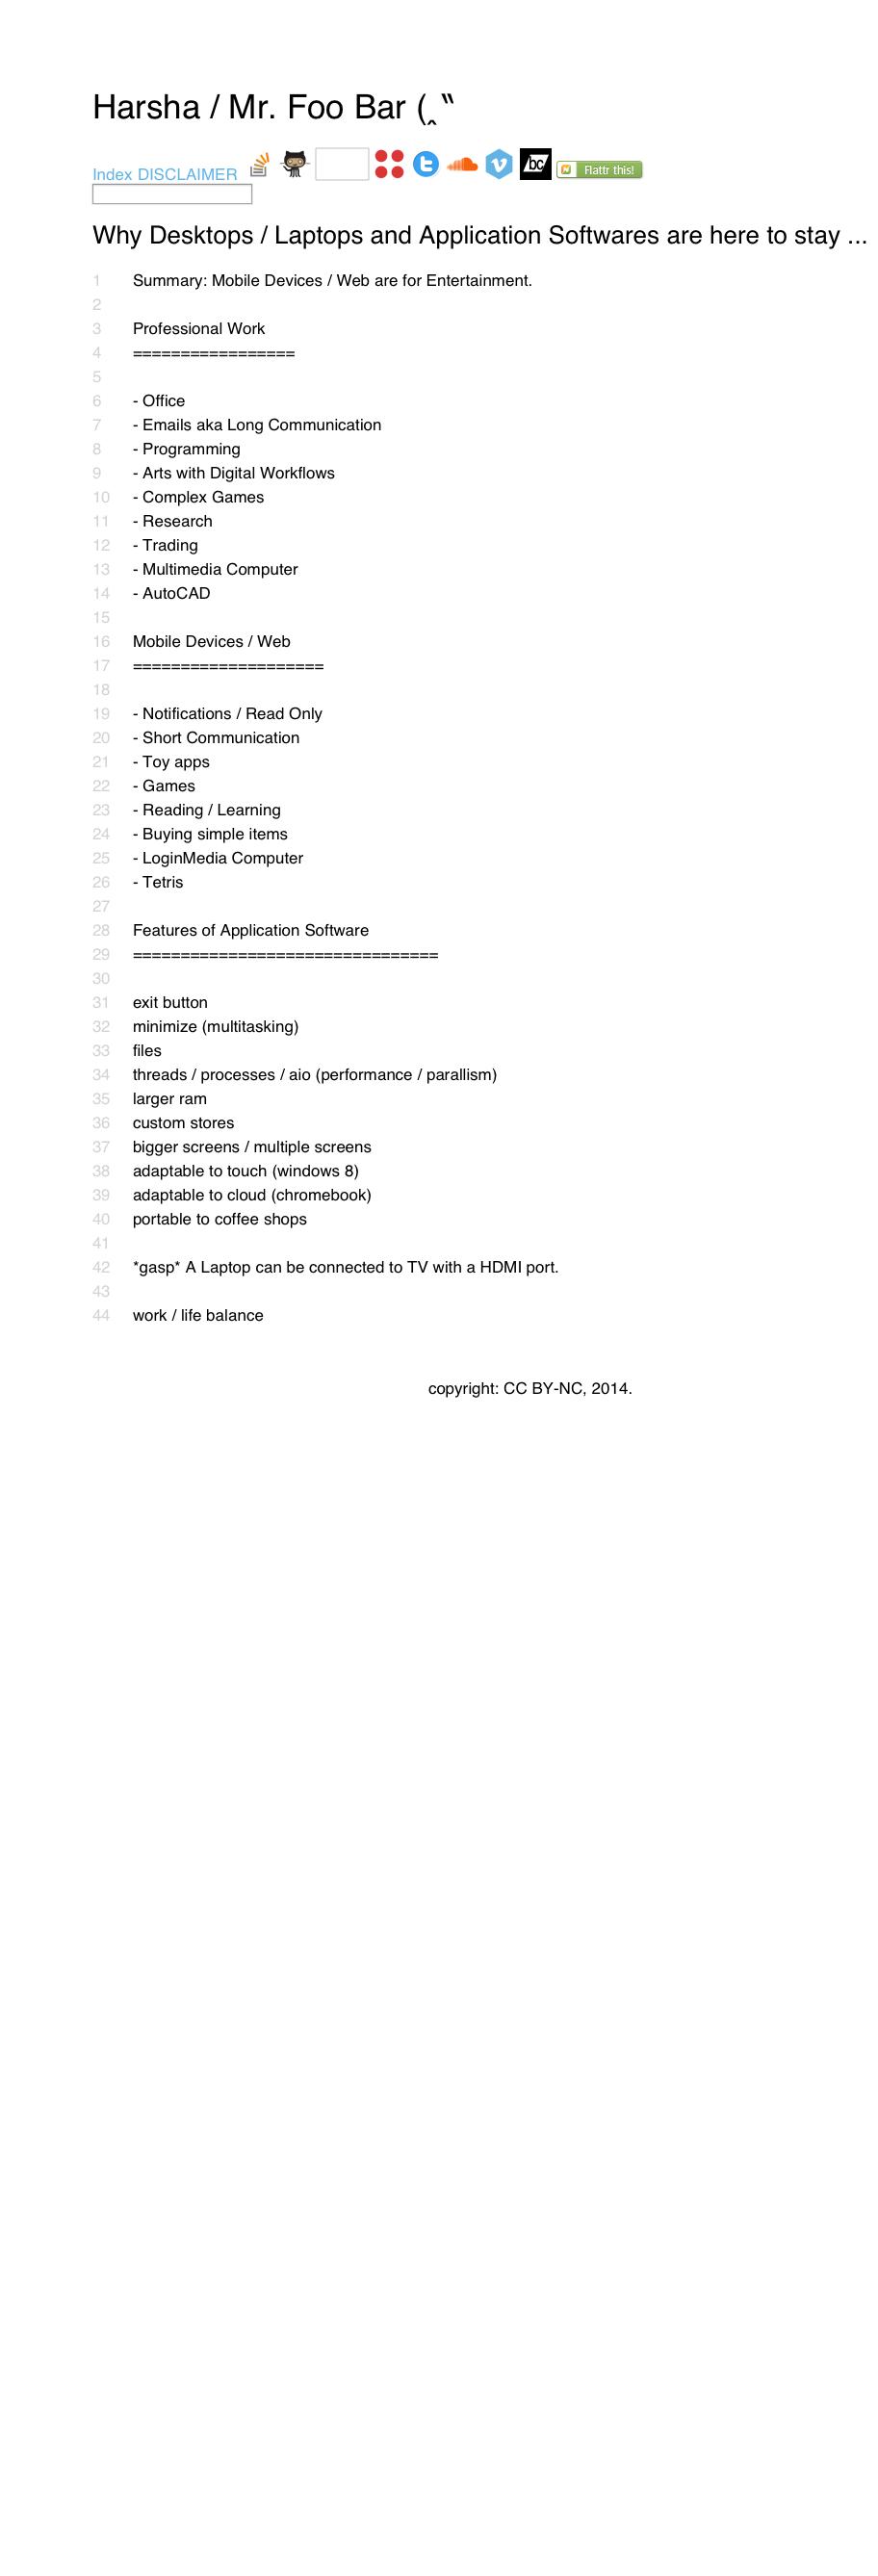 Harsha / Mr. Foo Bar (‸‶
Index DISCLAIMER bc Flattr this!
Why Desktops / Laptops and Application Softwares are here to stay ...
1 Summary: Mobile Devices / Web are for Entertainment.
2
3 Professional Work
4 =================
5
6 - Office
7 - Emails aka Long Communication
8 - Programming
9 - Arts with Digital Workflows
10 - Complex Games
11 - Research
12 - Trading
13 - Multimedia Computer
14 - AutoCAD
15
16 Mobile Devices / Web
17 ====================
18
19 - Notifications / Read Only
20 - Short Communication
21 - Toy apps
22 - Games
23 - Reading / Learning
24 - Buying simple items
25 - LoginMedia Computer
26 - Tetris
27
28 Features of Application Software
29 ================================
30
31 exit button
32 minimize (multitasking)
33 files
34 threads / processes / aio (performance / parallism)
35 larger ram
36 custom stores
37 bigger screens / multiple screens
38 adaptable to touch (windows 8)
39 adaptable to cloud (chromebook)
40 portable to coffee shops
41
42 *gasp* A Laptop can be connected to TV with a HDMI port.
43
44 work / life balance
copyright: CC BY-NC, 2014.